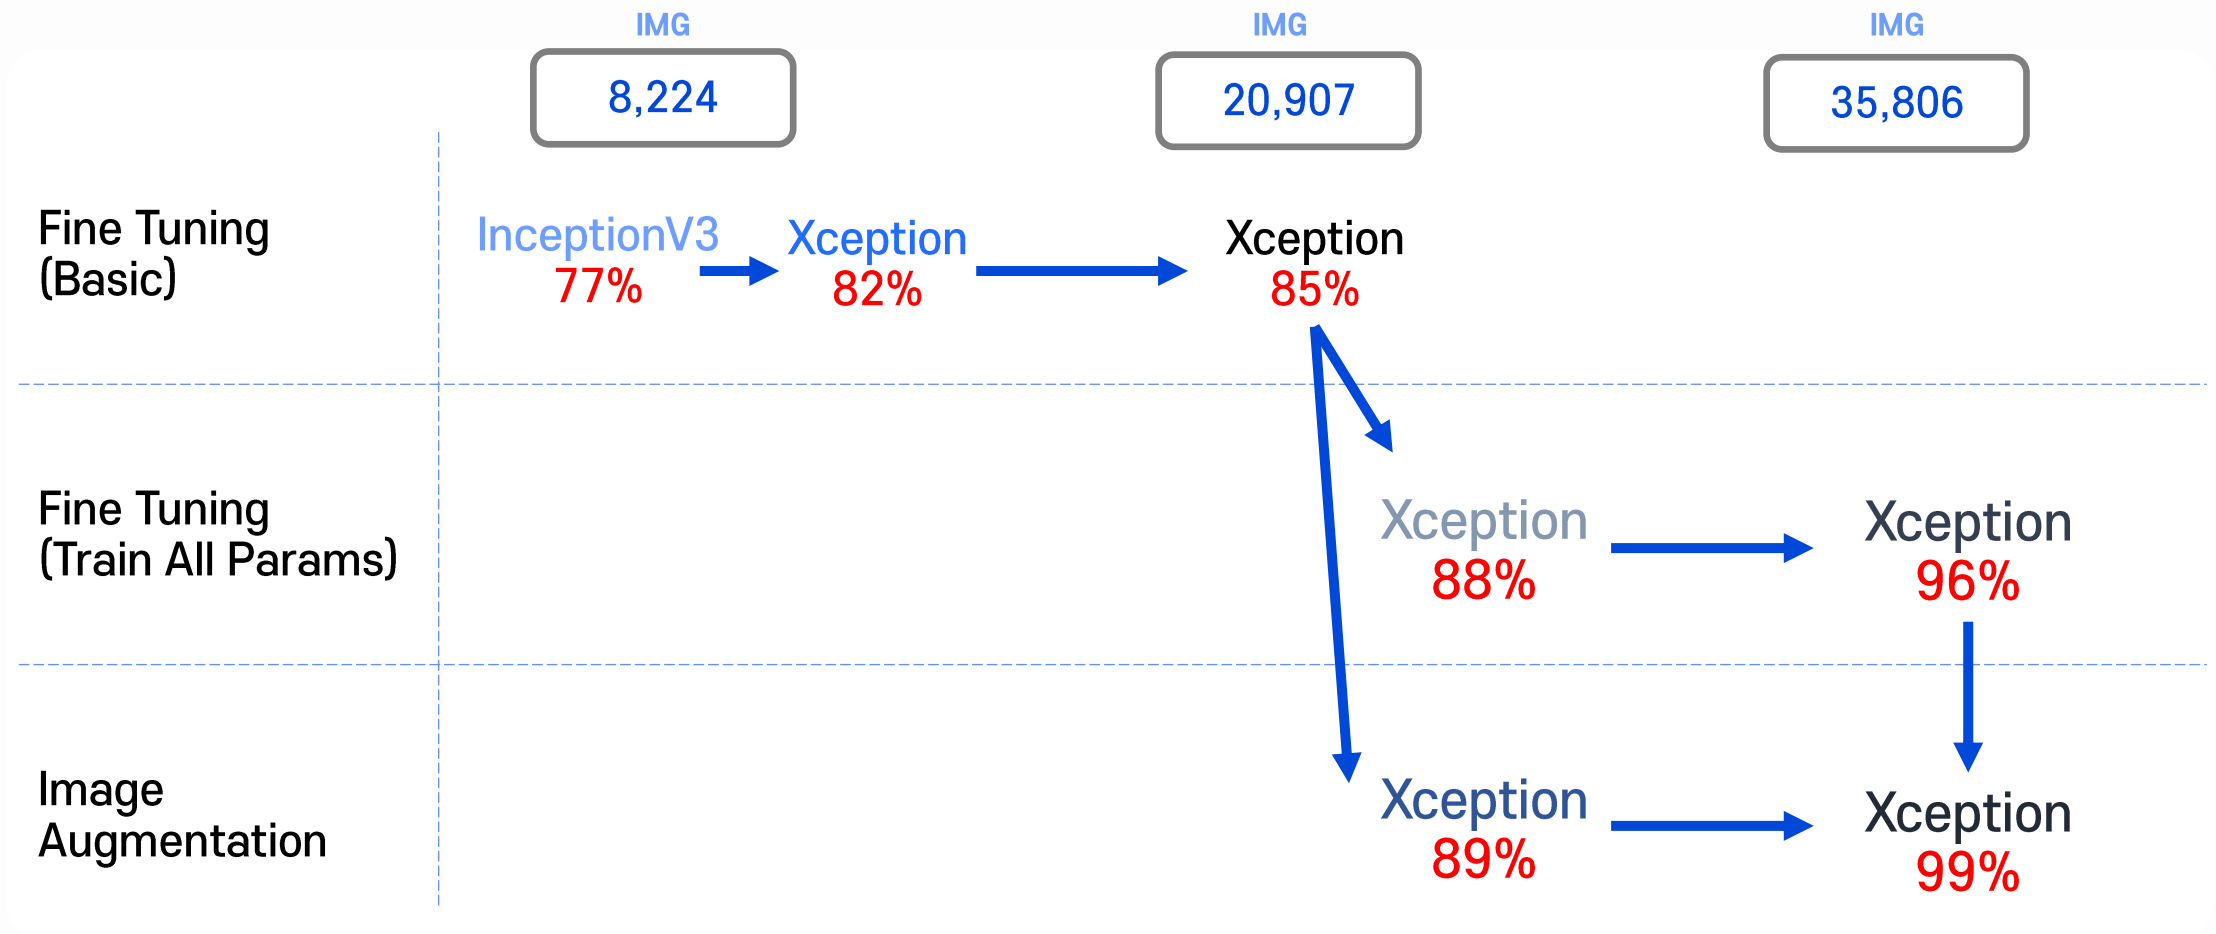 IMG
IMG
IMG
8,224
20,907
35,806
Fine Tuning
(Basic)
InceptionV3
77%
Xception
82%
Xception
85%
Fine Tuning
(Train All Params)
Xception
88%
Xception
96%
Image
Augmentation
Xception
89%
Xception
99%